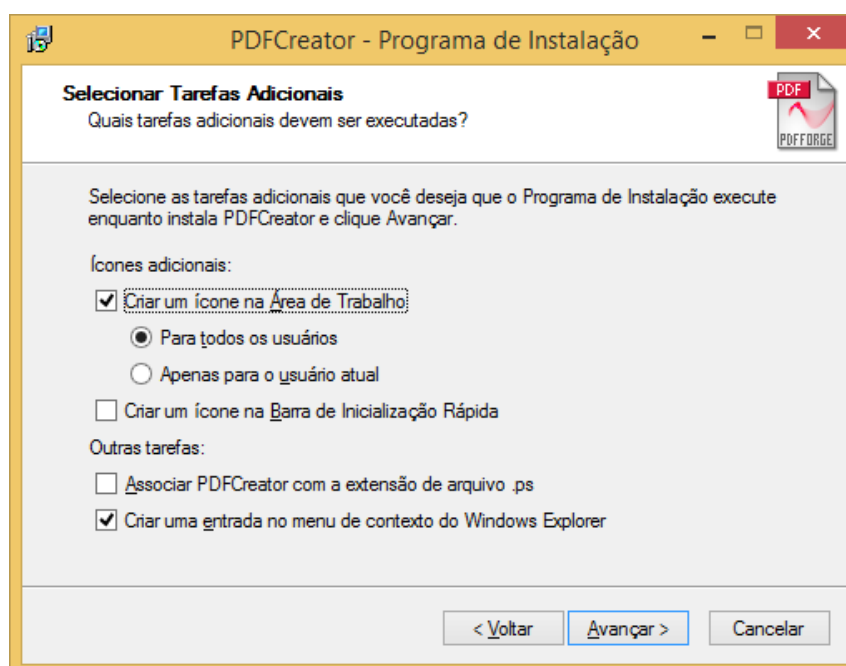 PDFCreator - Programa de Instalação
Selecionar Tarefas Adicionais
Quais tarefas adicionais devem ser executadas?
PDF
PDFFORGE
Selecione as tarefas adicionais que você deseja que o Programa de Instalação execute
enquanto instala PDFCreator e clique Avançar.
Ícones adicionais:
Criar um ícone na Área de Trabalho
Para todos os usuários
Apenas para o usuário atual
Criar um ícone na Barra de Inicialização Rápida
Outras tarefas:
Associar PDFCreator com a extensão de arquivo .ps
Criar uma entrada no menu de contexto do Windows Explorer
< Voltar
Avançar >
Cancelar